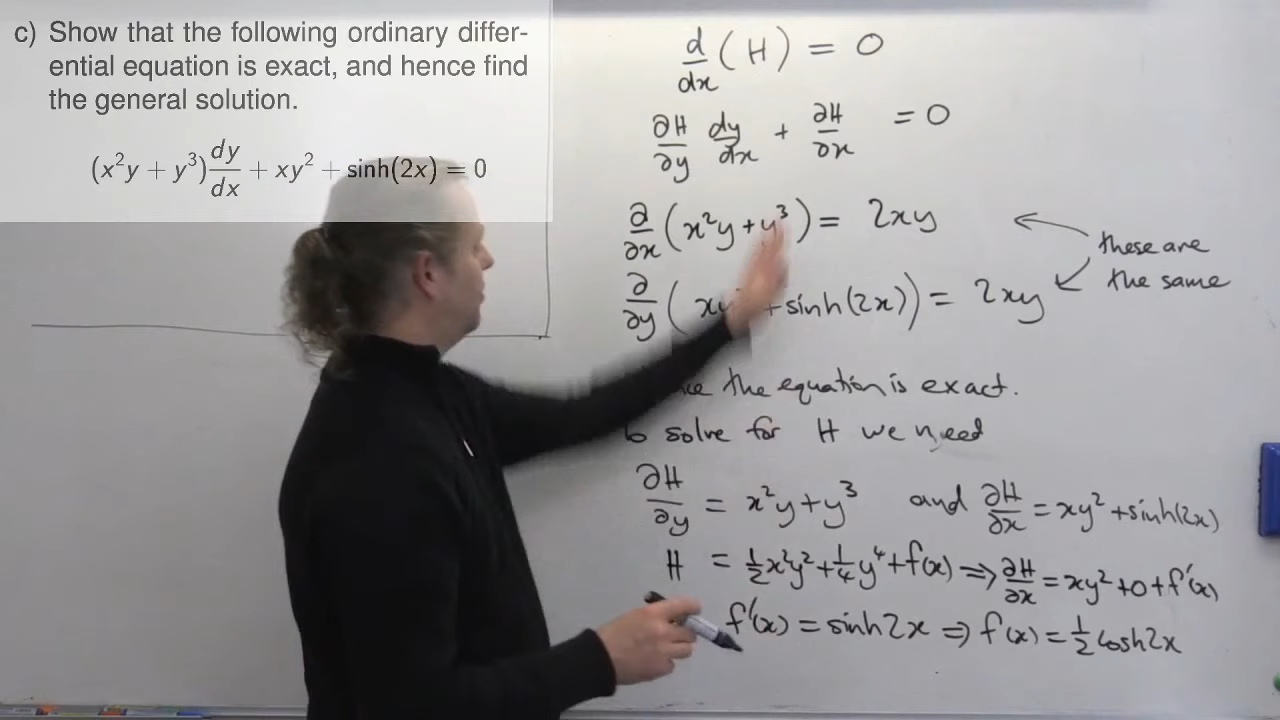 c) Show that the following ordinary differ-
ential equation is exact, and hence find
the general solution.
(x²y + y³) dy/dx + xy² + sinh(2x) = 0
d/dx (H) = 0
∂H/∂y dy/dx + ∂H/∂x = 0
∂/∂x (x²y + y³) = 2xy
these are
the same
∂/∂y (xy + sinh(2x)) = 2xy
the equation is exact.
solve for H we need
∂H/∂y = x²y + y³ and ∂H/∂x = xy² + sinh(2x)
H = ½x²y² + ¼y⁴ + f(x) ⇒ ∂H/∂x = xy² + 0 + f'(x)
f'(x) = sinh 2x ⇒ f(x) = ½ cosh 2x